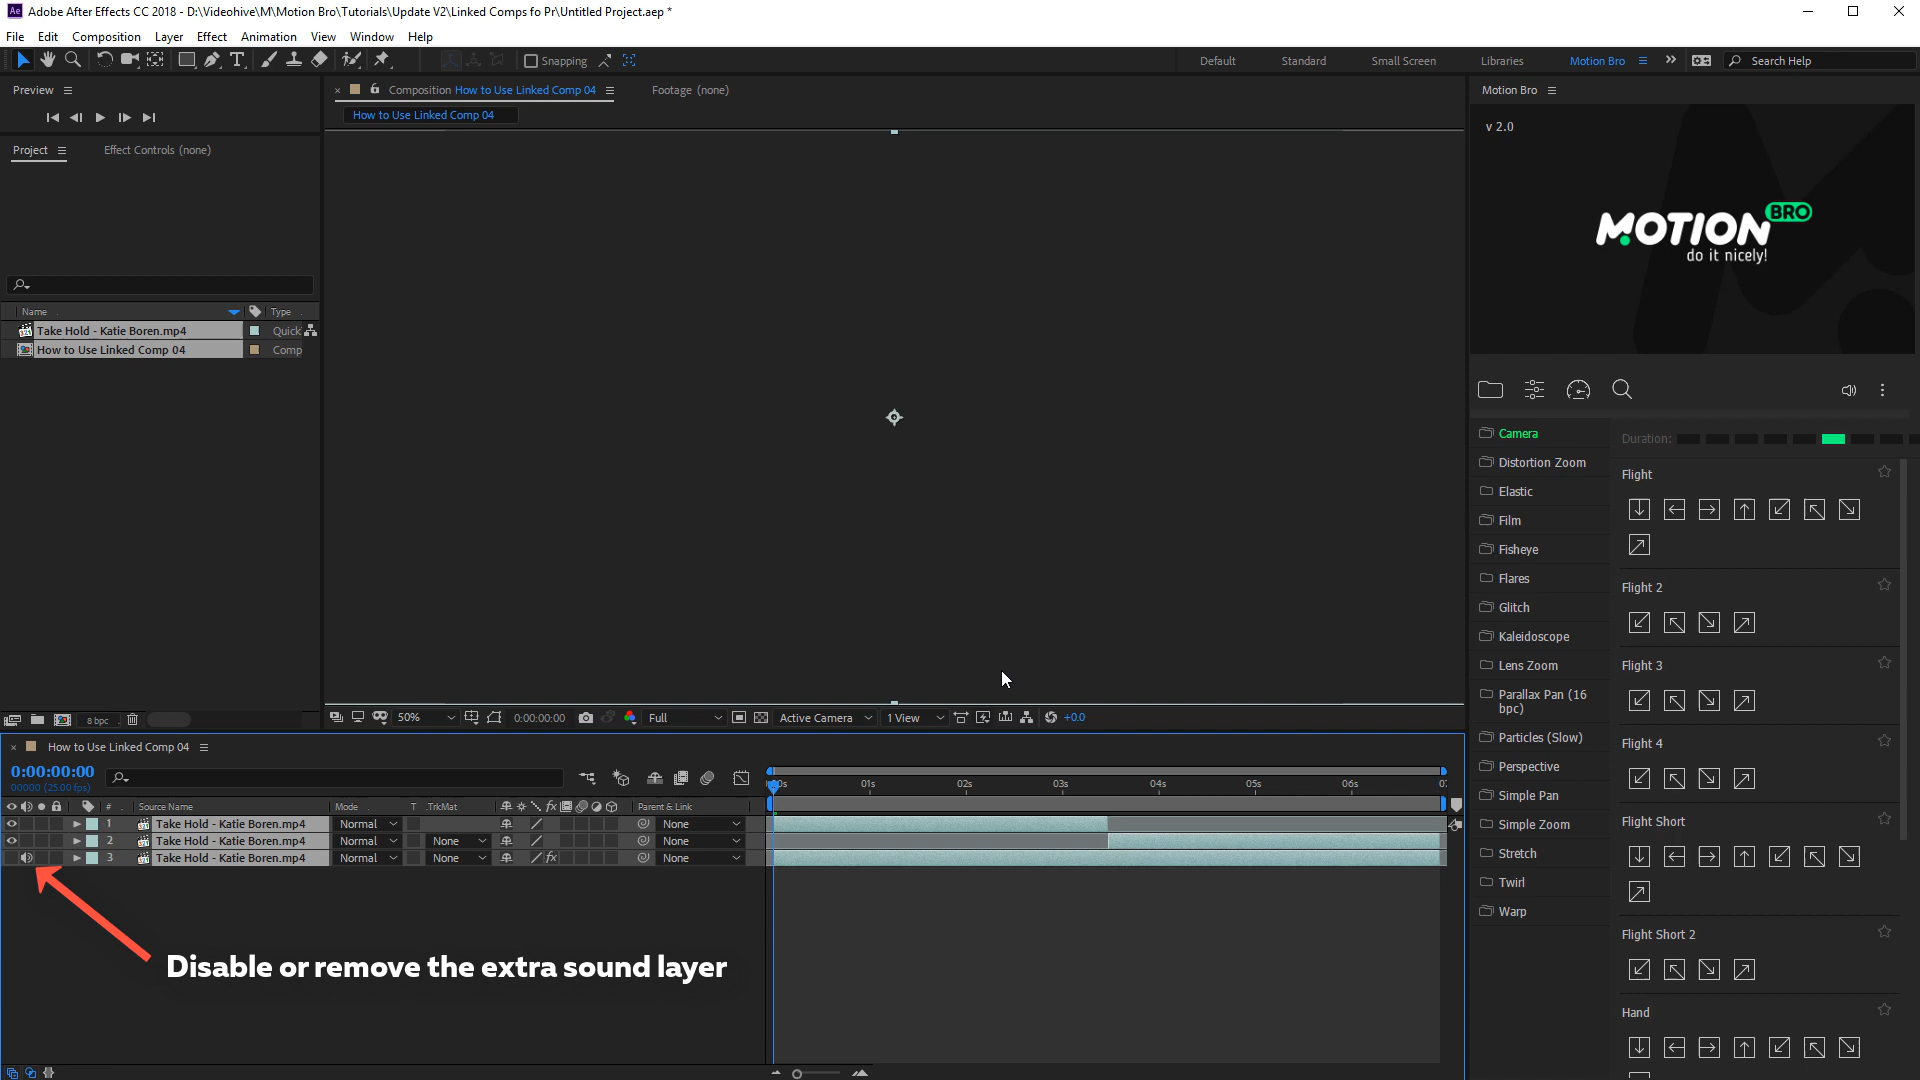 Ae Adobe After Effects CC 2018 - D:\Videohive\M\Motion Bro\Tutorials\Update V2\Linked Comps fo Pr\Untitled Project.aep *
File Edit Composition Layer Effect Animation View Window Help
Snapping
Default Standard Small Screen Libraries Motion Bro Search Help
Preview
Project Effect Controls (none)
Name Type
Take Hold - Katie Boren.mp4 Quick
How to Use Linked Comp 04 Comp
8 bpc
Composition How to Use Linked Comp 04 Footage (none)
How to Use Linked Comp 04
50% 0:00:00:00 Full Active Camera 1 View +0.0
Motion Bro
v 2.0
MOTION BRO
do it nicely!
Camera
Distortion Zoom
Elastic
Film
Fisheye
Flares
Glitch
Kaleidoscope
Lens Zoom
Parallax Pan (16
bpc)
Particles (Slow)
Perspective
Simple Pan
Simple Zoom
Stretch
Twirl
Warp
Duration:
Flight
Flight 2
Flight 3
Flight 4
Flight Short
Flight Short 2
Hand
How to Use Linked Comp 04
0:00:00:00
00000 (25.00 fps)
01s 02s 03s 04s 05s 06s
# Source Name Mode T .TrkMat fx Parent & Link
1 Take Hold - Katie Boren.mp4 Normal None
2 Take Hold - Katie Boren.mp4 Normal None None
3 Take Hold - Katie Boren.mp4 Normal None fx None
Disable or remove the extra sound layer